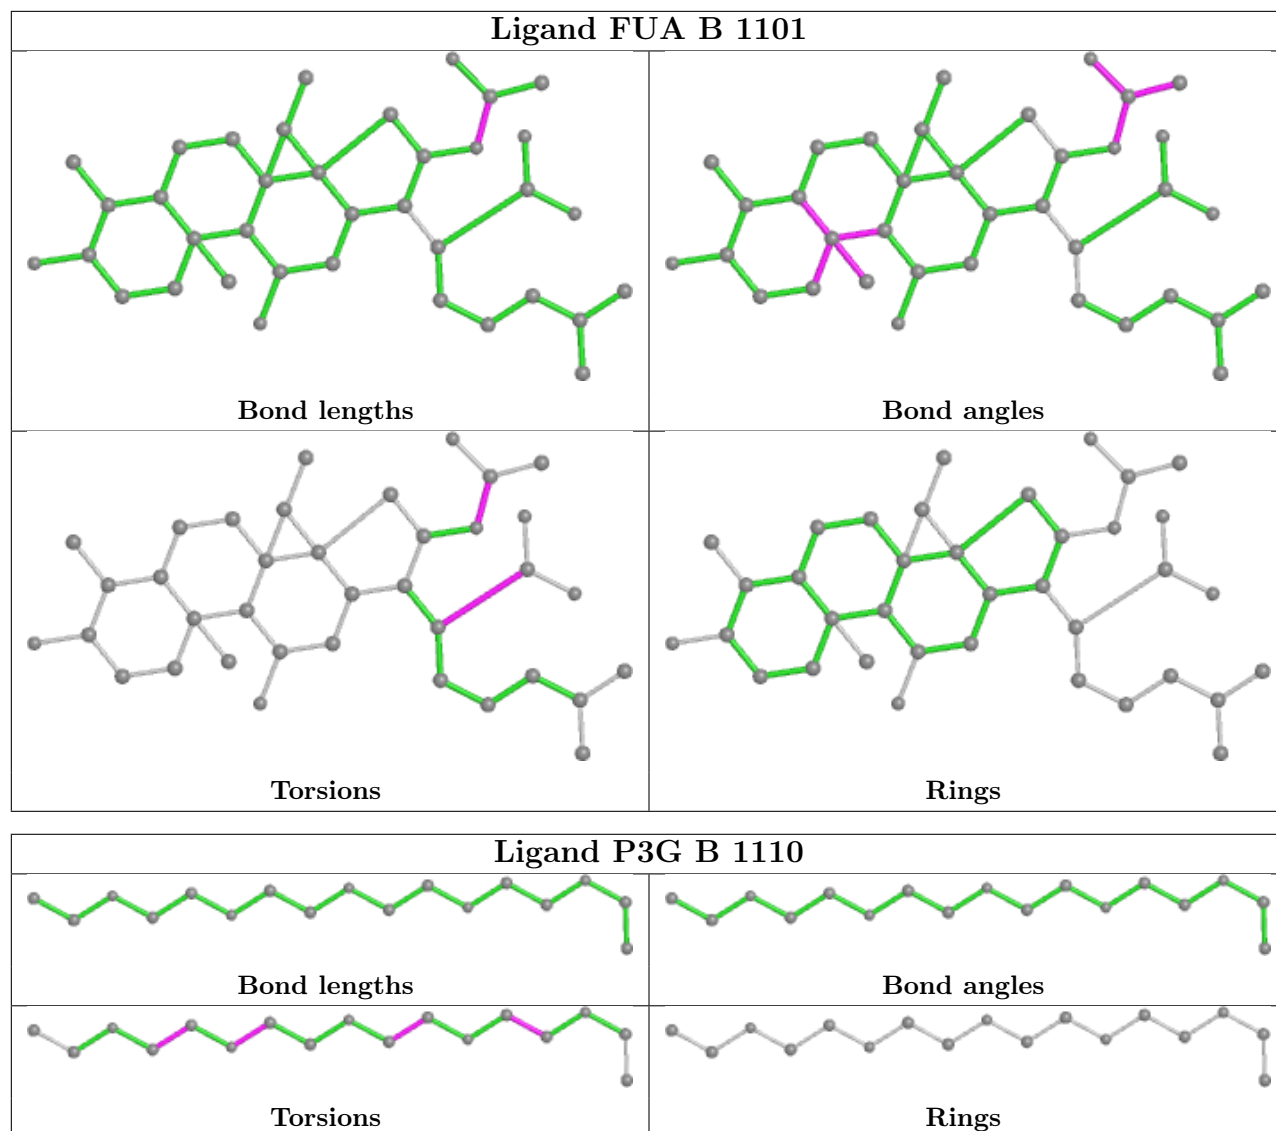 Ligand FUA B 1101
Bond lengths
Bond angles
Torsions
Rings
Ligand P3G B 1110
Bond lengths
Bond angles
Torsions
Rings